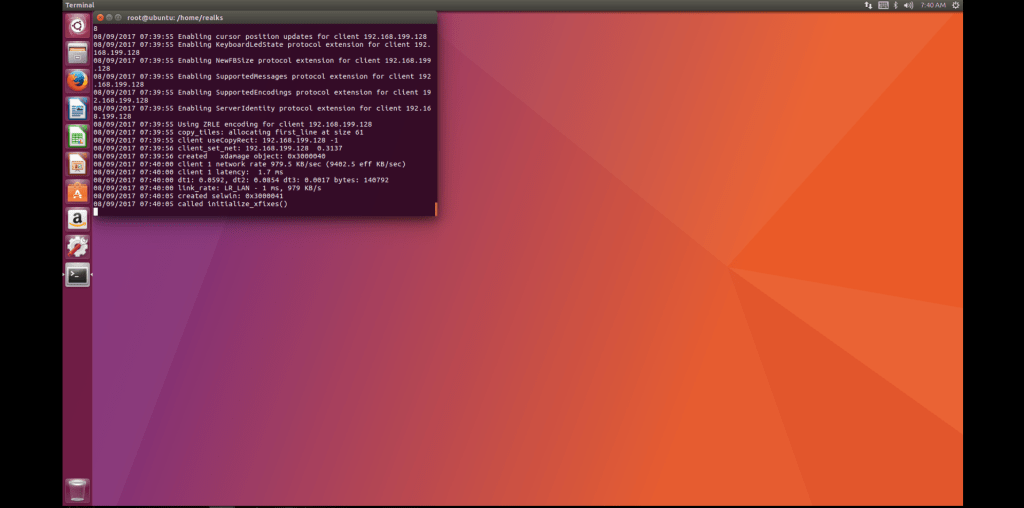 Terminal
7:40 AM
root@ubuntu: /home/realks
8
08/09/2017 07:39:55 Enabling cursor position updates for client 192.168.199.128
08/09/2017 07:39:55 Enabling KeyboardLedState protocol extension for client 192.
168.199.128
08/09/2017 07:39:55 Enabling NewFBSize protocol extension for client 192.168.199
.128
08/09/2017 07:39:55 Enabling SupportedMessages protocol extension for client 192
.168.199.128
08/09/2017 07:39:55 Enabling SupportedEncodings protocol extension for client 19
2.168.199.128
08/09/2017 07:39:55 Enabling ServerIdentity protocol extension for client 192.16
8.199.128
08/09/2017 07:39:55 Using ZRLE encoding for client 192.168.199.128
08/09/2017 07:39:55 copy_tiles: allocating first_line at size 61
08/09/2017 07:39:55 client useCopyRect: 192.168.199.128 -1
08/09/2017 07:39:56 client_set_net: 192.168.199.128  0.3137
08/09/2017 07:39:56 created   xdamage object: 0x3000040
08/09/2017 07:40:00 client 1 network rate 979.5 KB/sec (9402.5 eff KB/sec)
08/09/2017 07:40:00 client 1 latency:  1.7 ms
08/09/2017 07:40:00 dt1: 0.0592, dt2: 0.0854 dt3: 0.0017 bytes: 140792
08/09/2017 07:40:00 link_rate: LR_LAN - 1 ms, 979 KB/s
08/09/2017 07:40:05 created selwin: 0x3000041
08/09/2017 07:40:05 called initialize_xfixes()